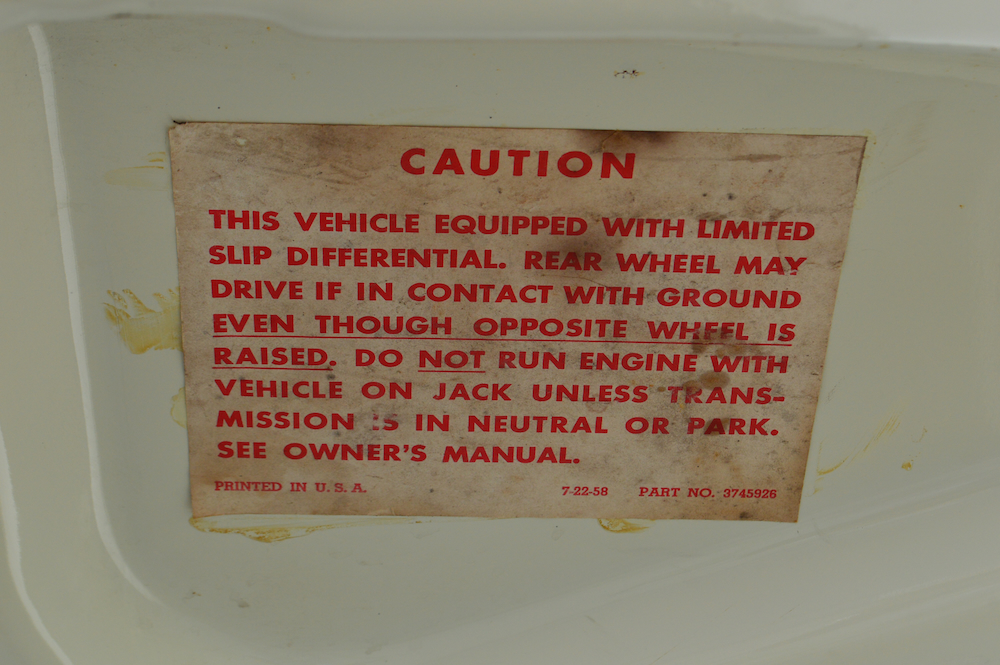 CAUTION
THIS VEHICLE EQUIPPED WITH LIMITED
SLIP DIFFERENTIAL. REAR WHEEL MAY
DRIVE IF IN CONTACT WITH GROUND
EVEN THOUGH OPPOSITE WHEEL IS
RAISED. DO NOT RUN ENGINE WITH
VEHICLE ON JACK UNLESS TRANS-
MISSION IS IN NEUTRAL OR PARK.
SEE OWNER'S MANUAL.
PRINTED IN U. S. A. 7-22-58 PART NO. 3745926